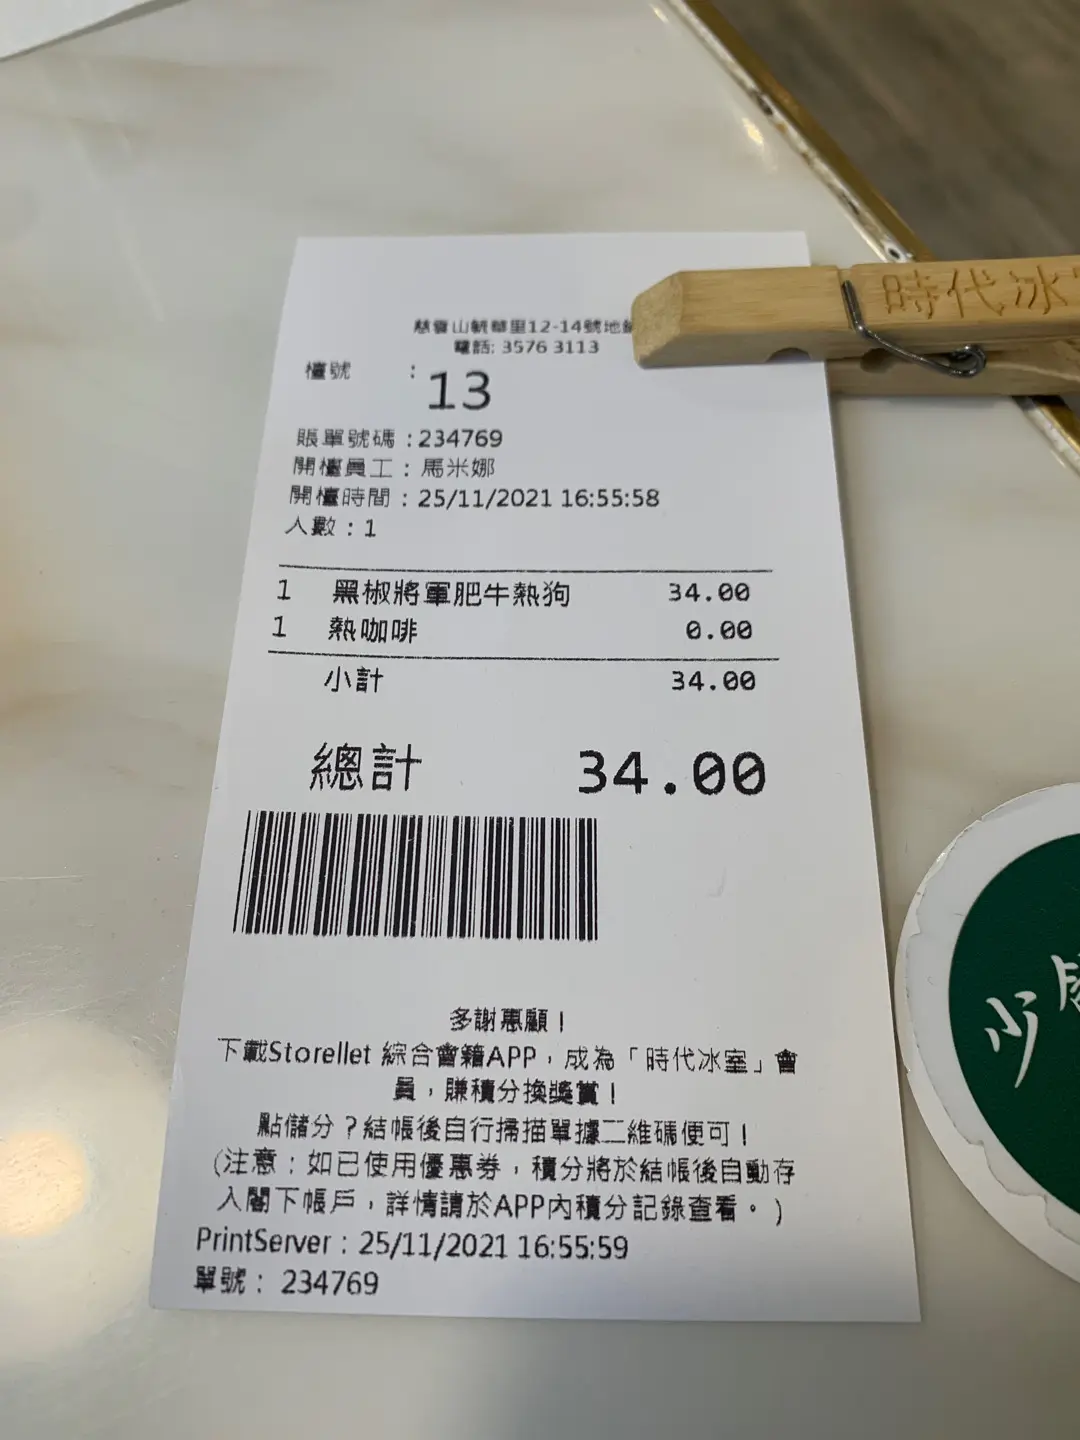 慈雲山毓華里12-14號地
電話: 3576 3113
檯號 : 13
賬單號碼 : 234769
開檯員工 : 馬米娜
開檯時間 : 25/11/2021 16:55:58
人數 : 1
1 黑椒將軍肥牛熱狗 34.00
1 熱咖啡 0.00
小計 34.00
總計 34.00
多謝惠顧！
下載Storellet 綜合會籍APP，成為「時代冰室」會
員，賺積分換獎賞！
點儲分？結帳後自行掃描單據二維碼便可！
(注意：如已使用優惠券，積分將於結帳後自動存
入閣下帳戶，詳情請於APP內積分記錄查看。)
PrintServer : 25/11/2021 16:55:59
單號： 234769
時代冰
少